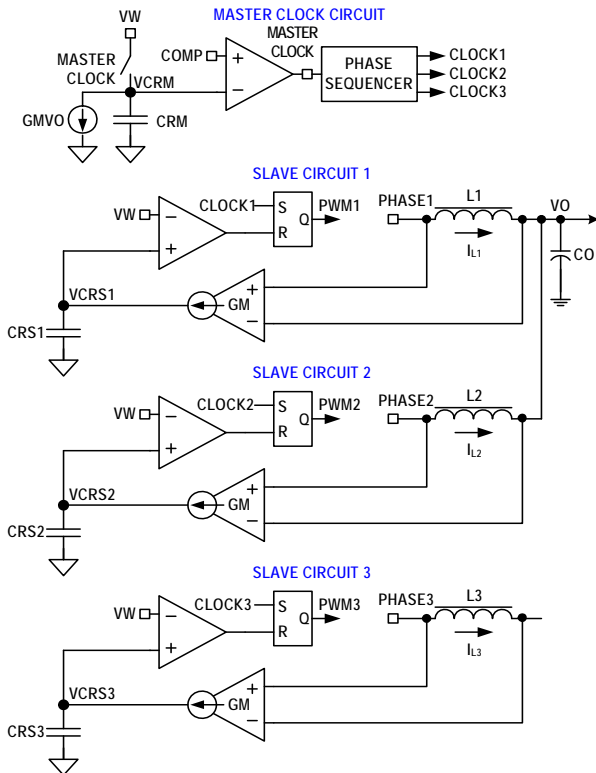 MASTER CLOCK CIRCUIT
VW
MASTER
CLOCK
MASTER
CLOCK
COMP
VCRM
GMVO
CRM
+
−
PHASE
SEQUENCER
CLOCK1
CLOCK2
CLOCK3
SLAVE CIRCUIT 1
VW
−
+
CLOCK1
S
R
Q
PWM1
PHASE1
L1
IL1
VO
CO
VCRS1
CRS1
GM
+
−
SLAVE CIRCUIT 2
VW
−
+
CLOCK2
S
R
Q
PWM2
PHASE2
L2
IL2
VCRS2
CRS2
GM
+
−
SLAVE CIRCUIT 3
VW
−
+
CLOCK3
S
R
Q
PWM3
PHASE3
L3
IL3
VCRS3
CRS3
GM
+
−